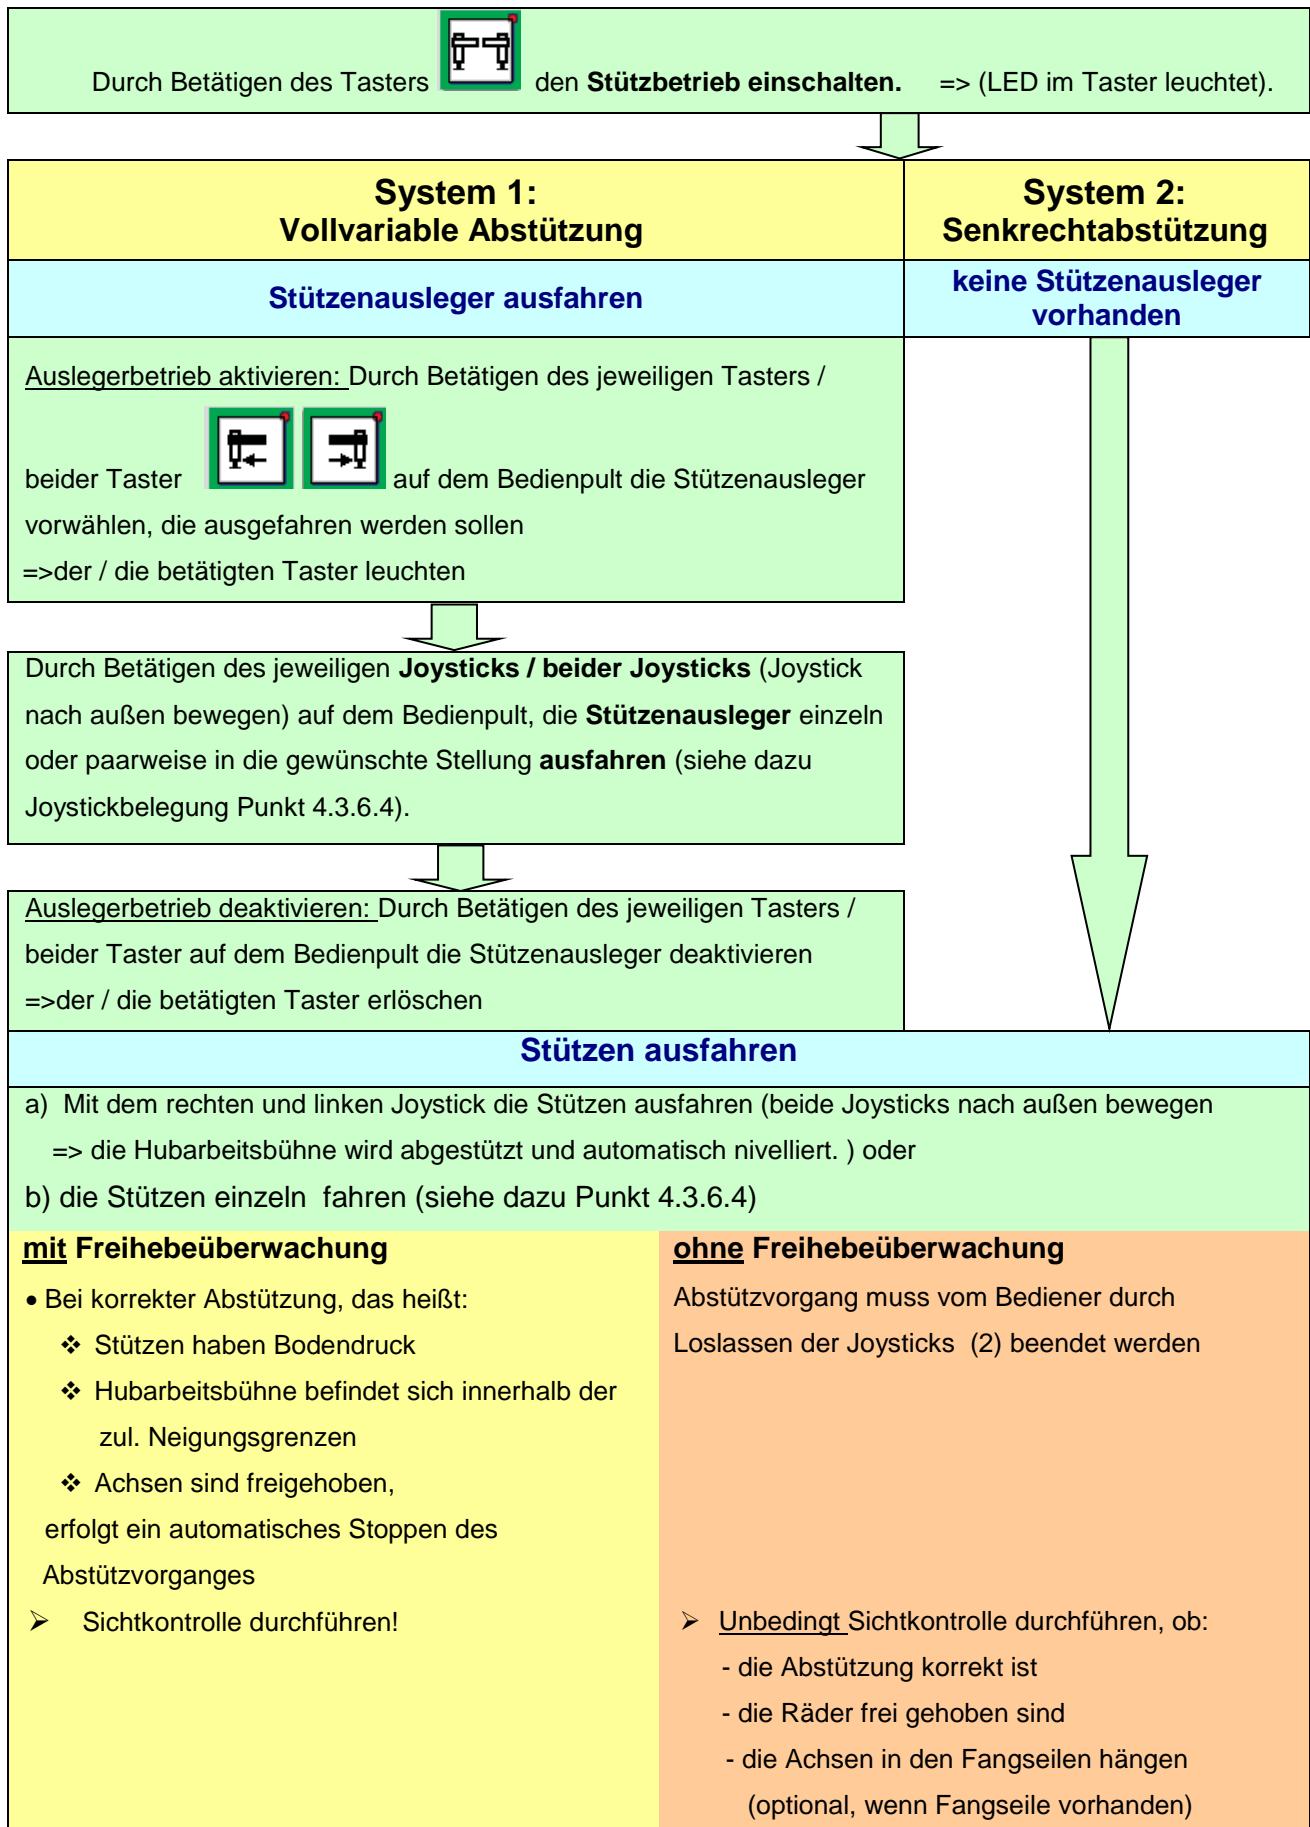 Durch Betätigen des Tasters den Stützbetrieb einschalten. => (LED im Taster leuchtet).
System 1:
Vollvariable Abstützung
System 2:
Senkrechtabstützung
Stützenausleger ausfahren
keine Stützenausleger
vorhanden
Auslegerbetrieb aktivieren: Durch Betätigen des jeweiligen Tasters /
beider Taster auf dem Bedienpult die Stützenausleger
vorwählen, die ausgefahren werden sollen
=>der / die betätigten Taster leuchten
Durch Betätigen des jeweiligen Joysticks / beider Joysticks (Joystick
nach außen bewegen) auf dem Bedienpult, die Stützenausleger einzeln
oder paarweise in die gewünschte Stellung ausfahren (siehe dazu
Joystickbelegung Punkt 4.3.6.4).
Auslegerbetrieb deaktivieren: Durch Betätigen des jeweiligen Tasters /
beider Taster auf dem Bedienpult die Stützenausleger deaktivieren
=>der / die betätigten Taster erlöschen
Stützen ausfahren
a) Mit dem rechten und linken Joystick die Stützen ausfahren (beide Joysticks nach außen bewegen
=> die Hubarbeitsbühne wird abgestützt und automatisch nivelliert. ) oder
b) die Stützen einzeln fahren (siehe dazu Punkt 4.3.6.4)
mit Freihebeüberwachung
• Bei korrekter Abstützung, das heißt:
❖ Stützen haben Bodendruck
❖ Hubarbeitsbühne befindet sich innerhalb der
zul. Neigungsgrenzen
❖ Achsen sind freigehoben,
erfolgt ein automatisches Stoppen des
Abstützvorganges
➢ Sichtkontrolle durchführen!
ohne Freihebeüberwachung
Abstützvorgang muss vom Bediener durch
Loslassen der Joysticks (2) beendet werden
➢ Unbedingt Sichtkontrolle durchführen, ob:
- die Abstützung korrekt ist
- die Räder frei gehoben sind
- die Achsen in den Fangseilen hängen
(optional, wenn Fangseile vorhanden)